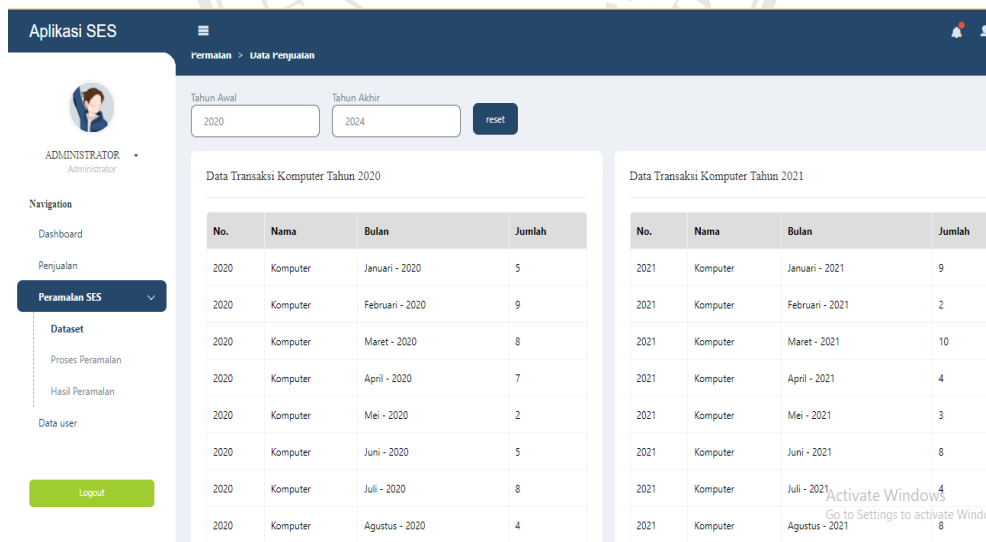 Aplikasi SES
Permalan > Data Penjualan
ADMINISTRATOR
Administrator
Navigation
Dashboard
Penjualan
Peramalan SES
Dataset
Proses Peramalan
Hasil Peramalan
Data user
Logout
Tahun Awal Tahun Akhir
2020 2024 reset
Data Transaksi Komputer Tahun 2020
No. Nama Bulan Jumlah
2020 Komputer Januari - 2020 5
2020 Komputer Februari - 2020 9
2020 Komputer Maret - 2020 8
2020 Komputer April - 2020 7
2020 Komputer Mei - 2020 2
2020 Komputer Juni - 2020 5
2020 Komputer Juli - 2020 8
2020 Komputer Agustus - 2020 4
Data Transaksi Komputer Tahun 2021
No. Nama Bulan Jumlah
2021 Komputer Januari - 2021 9
2021 Komputer Februari - 2021 2
2021 Komputer Maret - 2021 10
2021 Komputer April - 2021 4
2021 Komputer Mei - 2021 3
2021 Komputer Juni - 2021 8
2021 Komputer Juli - 2021 4
2021 Komputer Agustus - 2021 8
Activate Windows
Go to Settings to activate Windo